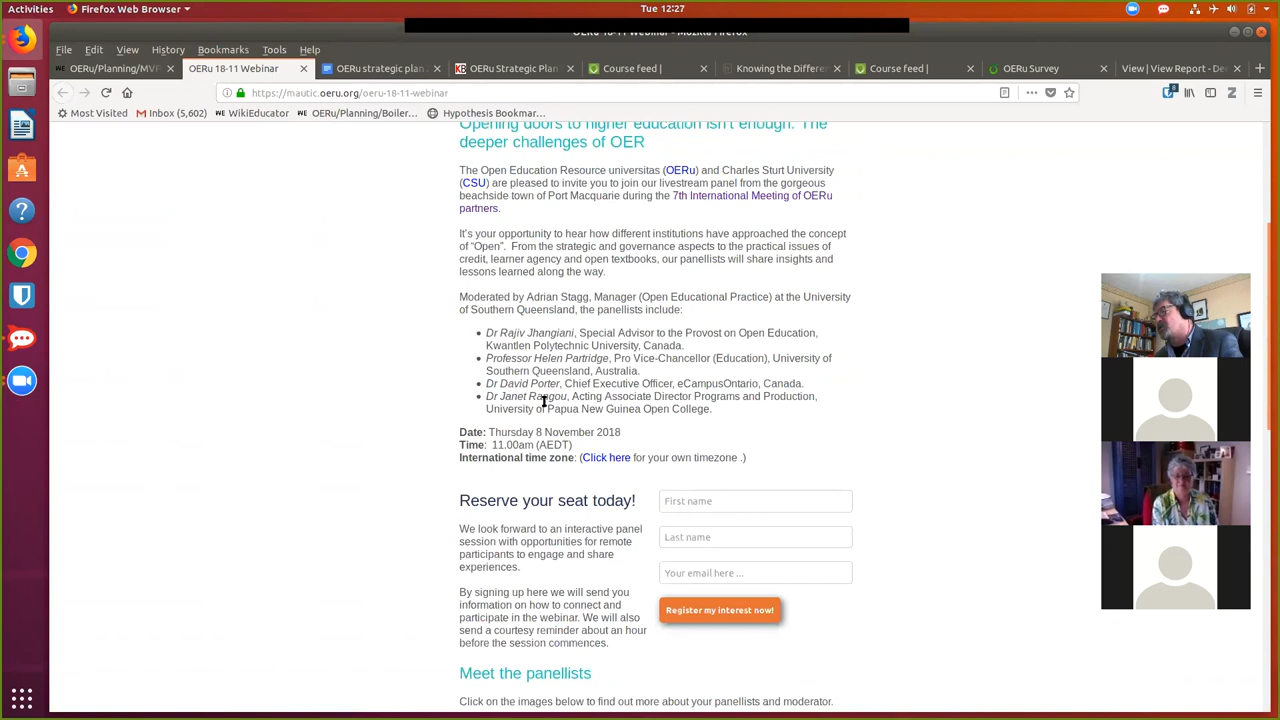 Activities Firefox Web Browser Tue 12:27
OERu 18-11 Webinar - Mozilla Firefox
File Edit View History Bookmarks Tools Help
OERu/Planning/MVP OERu 18-11 Webinar OERu strategic plan KB OERu Strategic Plan Course feed | Knowing the Differen Course feed | OERu Survey View | View Report - De
https://mautic.oeru.org/oeru-18-11-webinar
Most Visited Inbox (5,602) WE WikiEducator WE OERu/Planning/Boiler... Hypothesis Bookmar...
Opening doors to higher education isn't enough. The
deeper challenges of OER
The Open Education Resource universitas (OERu) and Charles Sturt University
(CSU) are pleased to invite you to join our livestream panel from the gorgeous
beachside town of Port Macquarie during the 7th International Meeting of OERu
partners.
It's your opportunity to hear how different institutions have approached the concept
of “Open”. From the strategic and governance aspects to the practical issues of
credit, learner agency and open textbooks, our panellists will share insights and
lessons learned along the way.
Moderated by Adrian Stagg, Manager (Open Educational Practice) at the University
of Southern Queensland, the panellists include:
Dr Rajiv Jhangiani, Special Advisor to the Provost on Open Education,
Kwantlen Polytechnic University, Canada.
Professor Helen Partridge, Pro Vice-Chancellor (Education), University of
Southern Queensland, Australia.
Dr David Porter, Chief Executive Officer, eCampusOntario, Canada.
Dr Janet Rangou, Acting Associate Director Programs and Production,
University of Papua New Guinea Open College.
Date: Thursday 8 November 2018
Time: 11.00am (AEDT)
International time zone: (Click here for your own timezone .)
Reserve your seat today!
First name
We look forward to an interactive panel
session with opportunities for remote
participants to engage and share
experiences.
Last name
Your email here ...
By signing up here we will send you
information on how to connect and
participate in the webinar. We will also
send a courtesy reminder about an hour
before the session commences.
Register my interest now!
Meet the panellists
Click on the images below to find out more about your panellists and moderator.